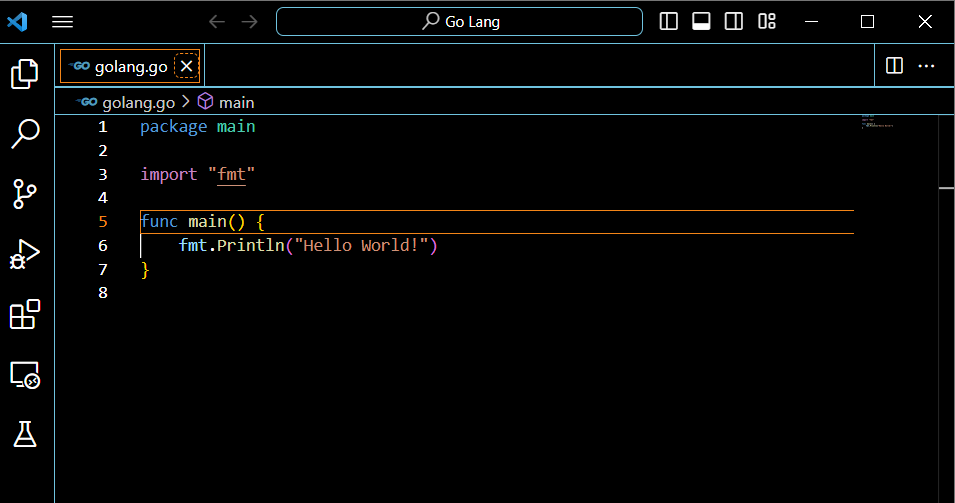 Go Lang
GO golang.go
GO golang.go > main
1 package main
2
3 import "fmt"
4
5 func main() {
6     fmt.Println("Hello World!")
7 }
8